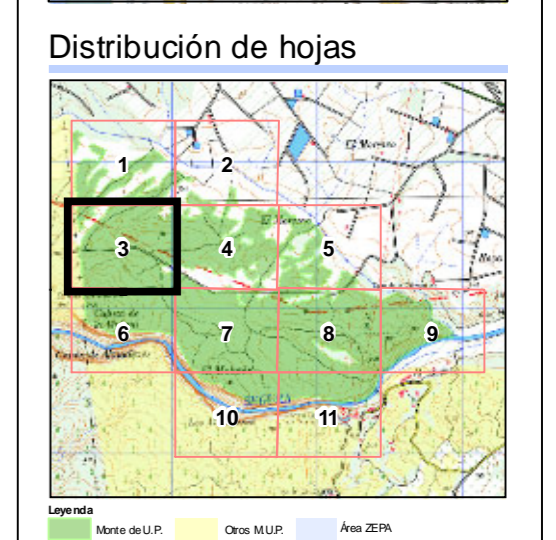 Distribución de hojas
1 2
El Moreno
3 4 5
6 7 8 9
10 11
Leyenda
Monte de U.P. Otros M.U.P. Área ZEPA